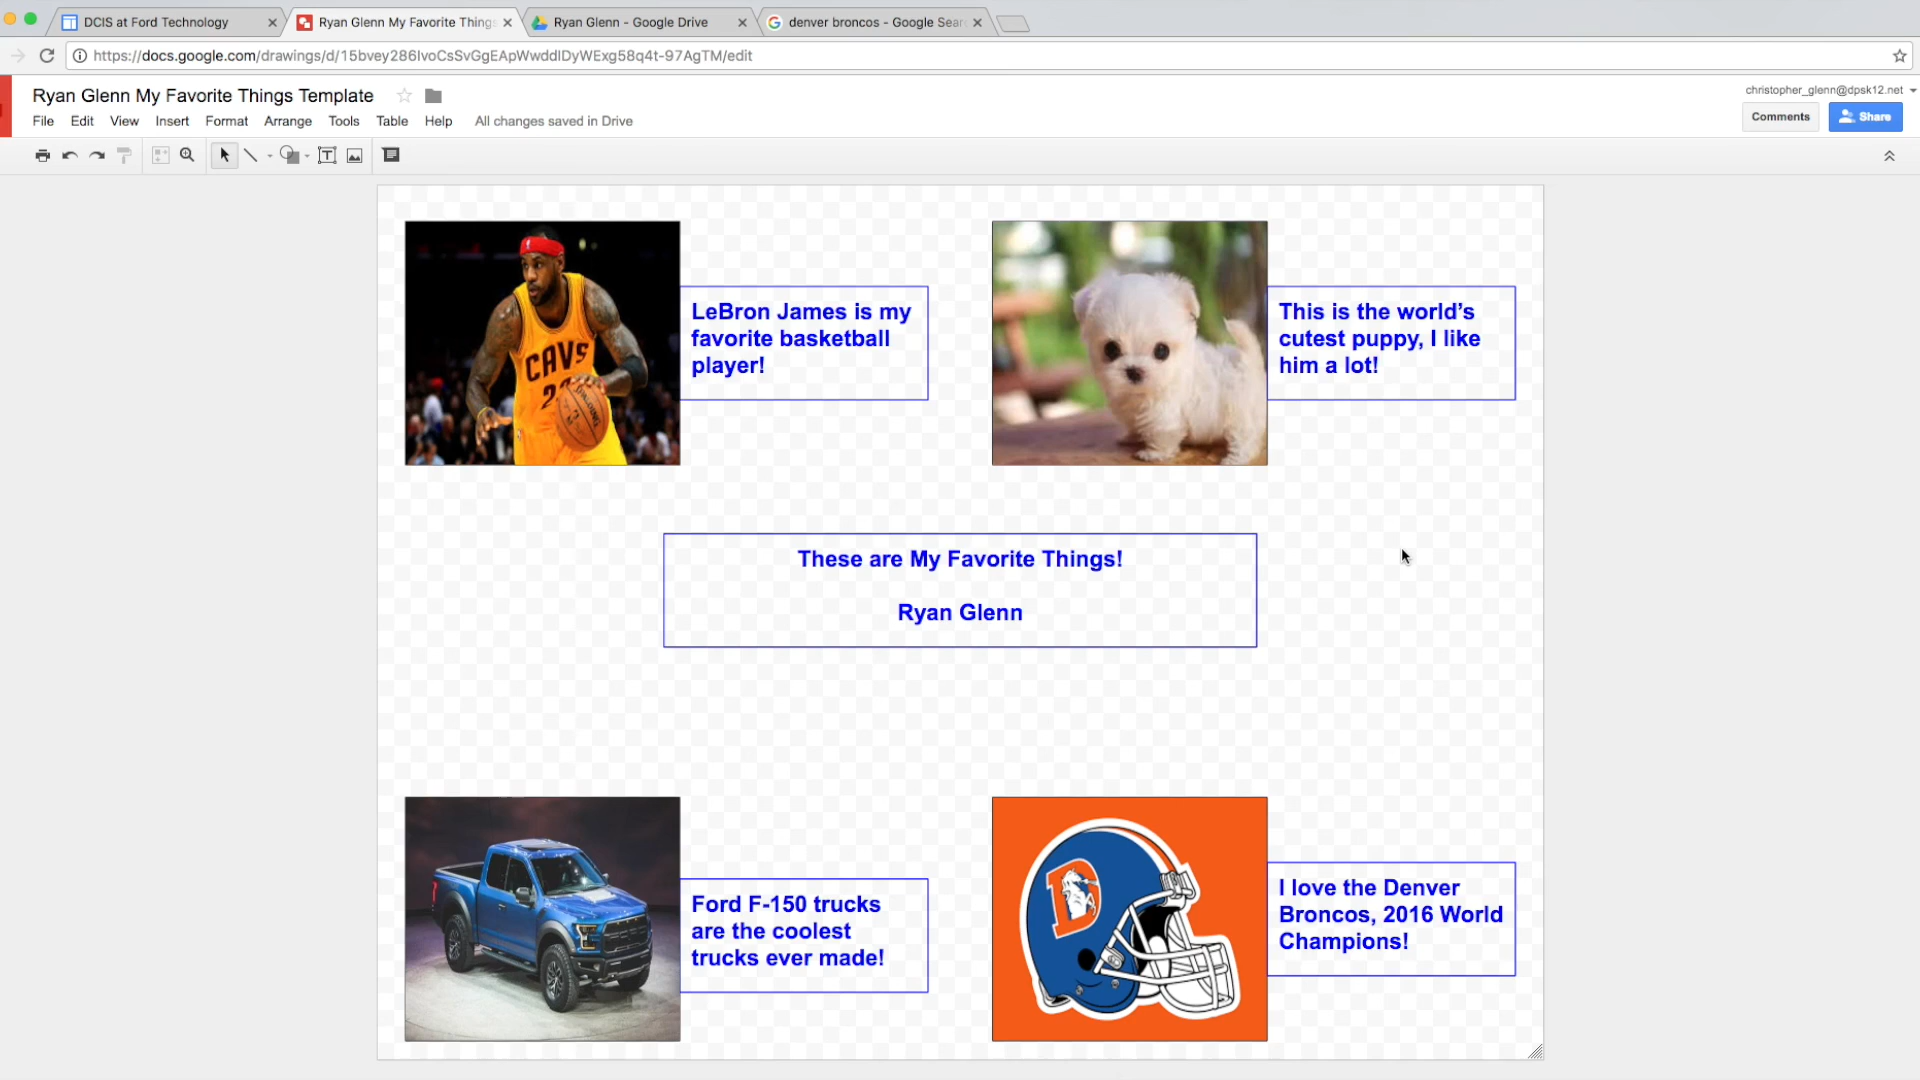 DCIS at Ford Technology
Ryan Glenn My Favorite Things
Ryan Glenn - Google Drive
denver broncos - Google Sear
https://docs.google.com/drawings/d/15bvey286IvoCsSvGgEApWwddIDyWExg58q4t-97AgTM/edit
Ryan Glenn My Favorite Things Template
christopher_glenn@dpsk12.net
File Edit View Insert Format Arrange Tools Table Help All changes saved in Drive
Comments
Share
CAVS
SPALDING
LeBron James is my
favorite basketball
player!
This is the world’s
cutest puppy, I like
him a lot!
These are My Favorite Things!
Ryan Glenn
Ford F-150 trucks
are the coolest
trucks ever made!
D
I love the Denver
Broncos, 2016 World
Champions!